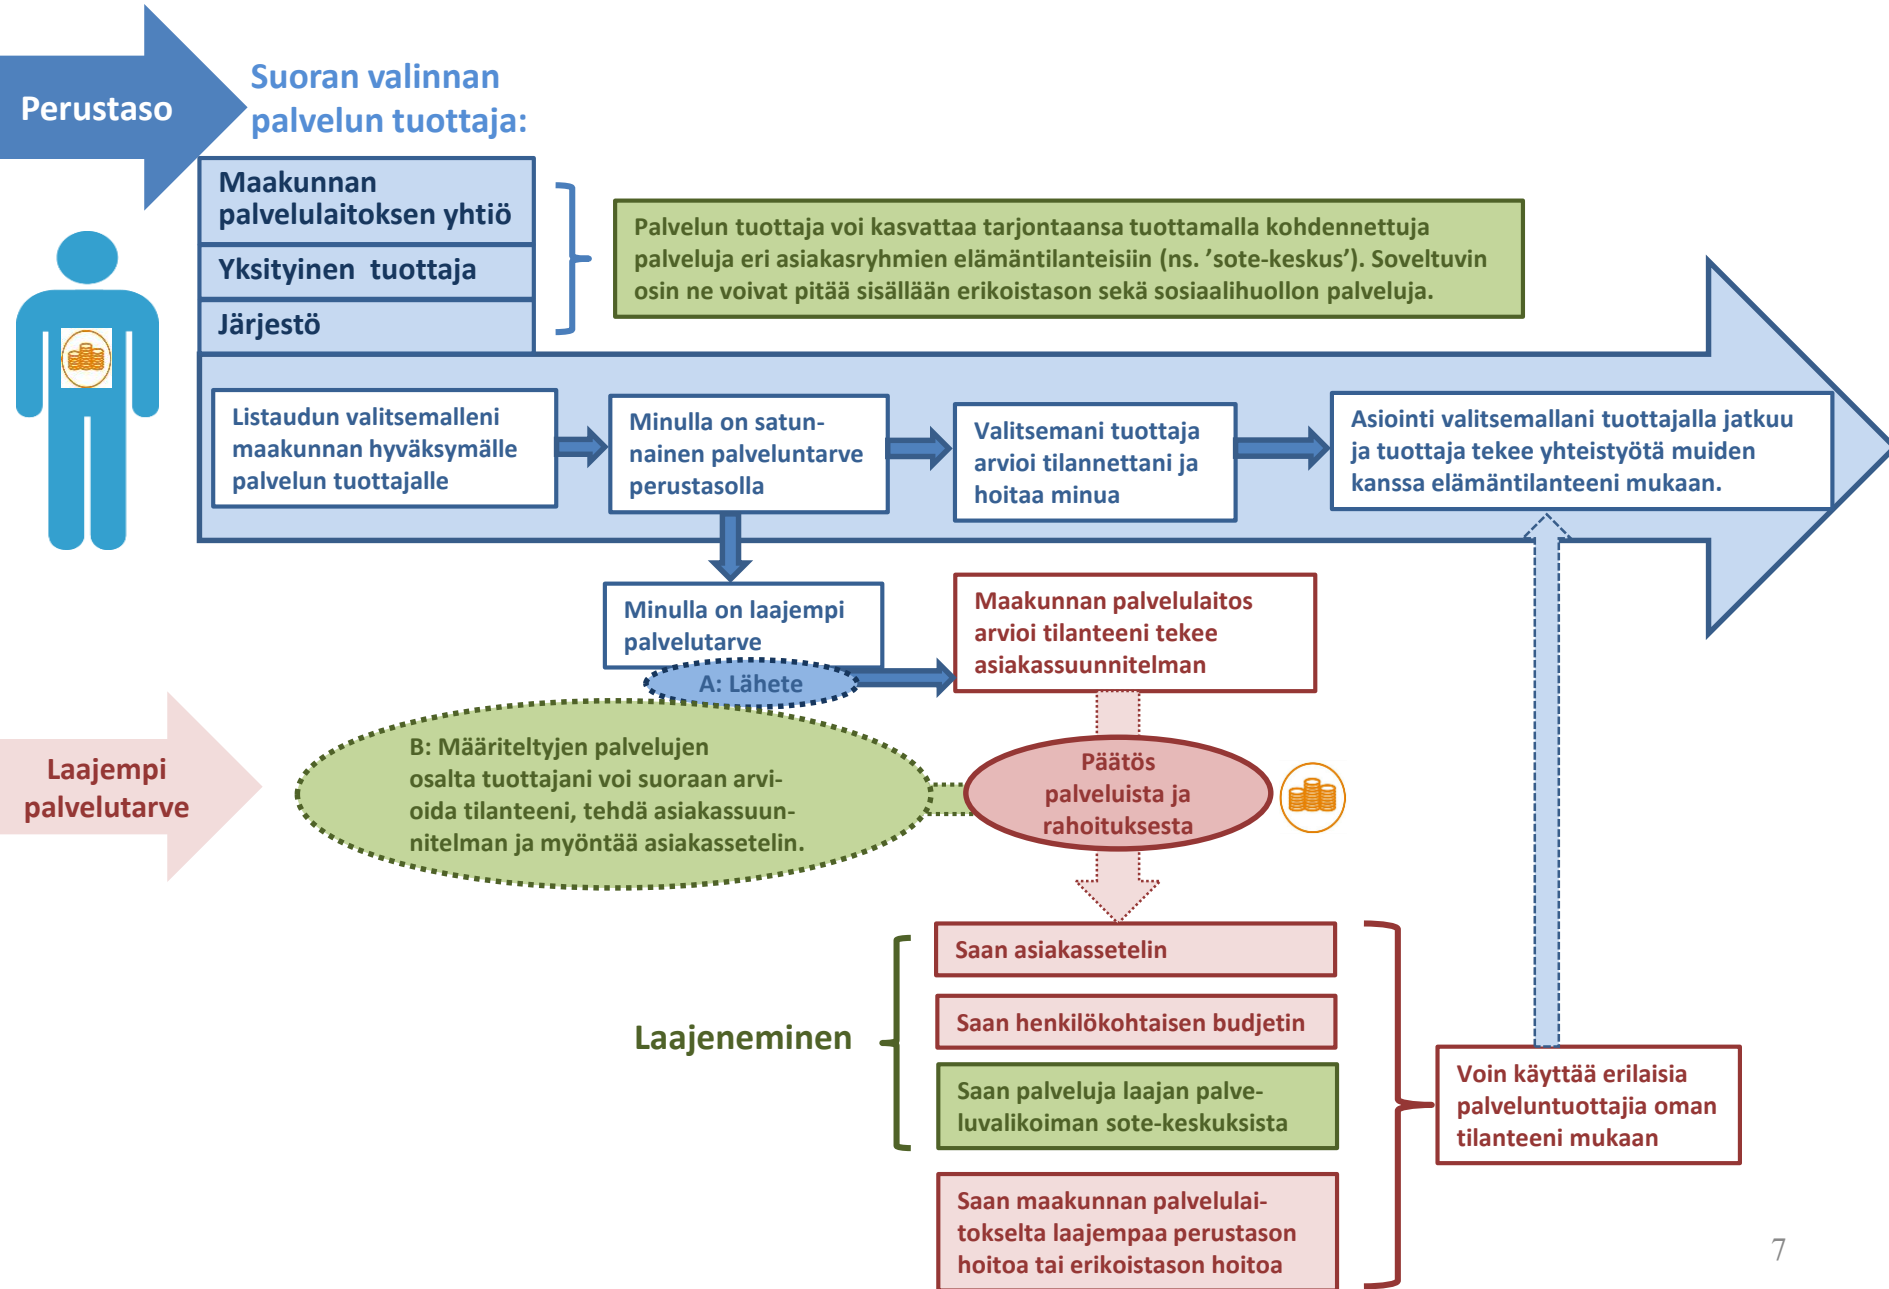 Perustaso
Suoran valinnan
palvelun tuottaja:
Maakunnan
palvelulaitoksen yhtiö
Yksityinen tuottaja
Järjestö
Palvelun tuottaja voi kasvattaa tarjontaansa tuottamalla kohdennettuja
palveluja eri asiakasryhmien elämäntilanteisiin (ns. ’sote-keskus’). Soveltuvin
osin ne voivat pitää sisällään erikoistason sekä sosiaalihuollon palveluja.
Listaudun valitsemalleni
maakunnan hyväksymälle
palvelun tuottajalle
Minulla on satun-
nainen palveluntarve
perustasolla
Valitsemani tuottaja
arvioi tilannettani ja
hoitaa minua
Asiointi valitsemallani tuottajalla jatkuu
ja tuottaja tekee yhteistyötä muiden
kanssa elämäntilanteeni mukaan.
Minulla on laajempi
palvelutarve
A: Lähete
Maakunnan palvelulaitos
arvioi tilanteeni tekee
asiakassuunnitelman
Laajempi
palvelutarve
B: Määriteltyjen palvelujen
osalta tuottajani voi suoraan arvi-
oida tilanteeni, tehdä asiakassuun-
nitelman ja myöntää asiakassetelin.
Päätös
palveluista ja
rahoituksesta
Laajeneminen
Saan asiakassetelin
Saan henkilökohtaisen budjetin
Saan palveluja laajan palve-
luvalikoiman sote-keskuksista
Saan maakunnan palvelulai-
tokselta laajempaa perustason
hoitoa tai erikoistason hoitoa
Voin käyttää erilaisia
palveluntuottajia oman
tilanteeni mukaan
7